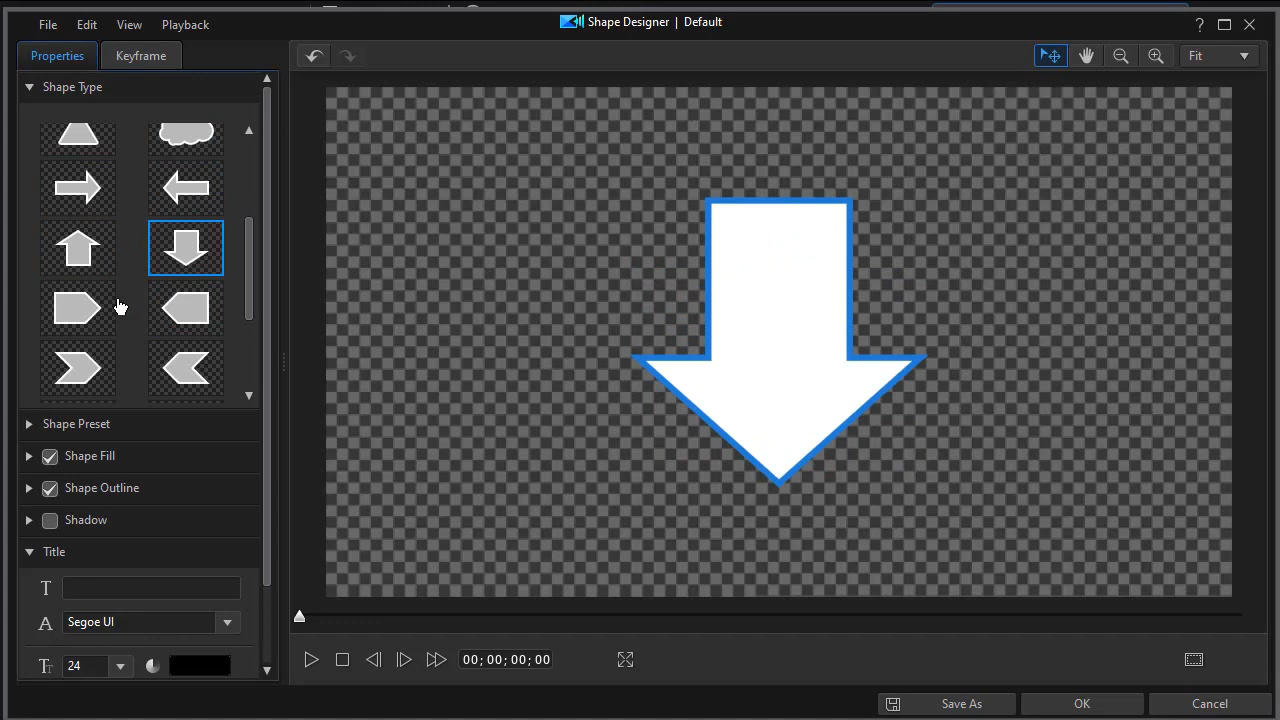 File Edit View Playback
Shape Designer | Default
?
Properties Keyframe
Fit
Shape Type
Shape Preset
Shape Fill
Shape Outline
Shadow
Title
T
A Segoe UI
TT 24
00; 00; 00; 00
Save As OK Cancel